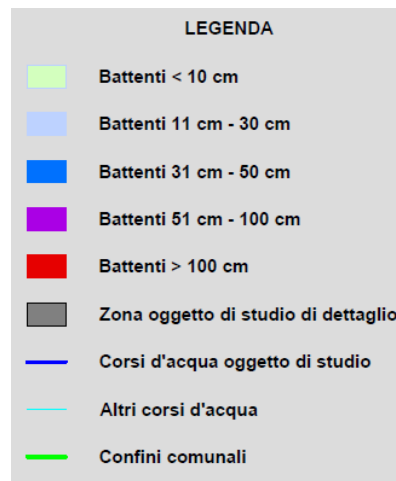 LEGENDA
Battenti < 10 cm
Battenti 11 cm - 30 cm
Battenti 31 cm - 50 cm
Battenti 51 cm - 100 cm
Battenti > 100 cm
Zona oggetto di studio di dettaglio
Corsi d'acqua oggetto di studio
Altri corsi d'acqua
Confini comunali